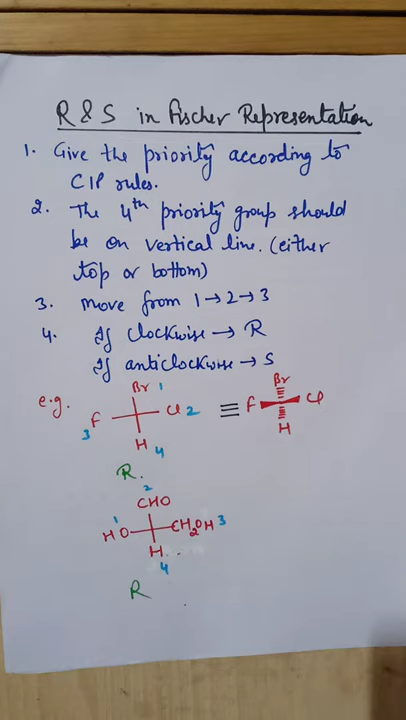 R & S in Fischer Representation
1. Give the priority according to
CIP rules.
2. The 4th priority group should
be on vertical line. (either
top or bottom)
3. Move from 1→2→3
4. If clockwise → R
If anticlockwise → S
e.g. Br 1 Br
F 3 Cl 2 ≡ F Cl
H 4 H
R.
2
CHO
1 HO CH2OH 3
H
4
R